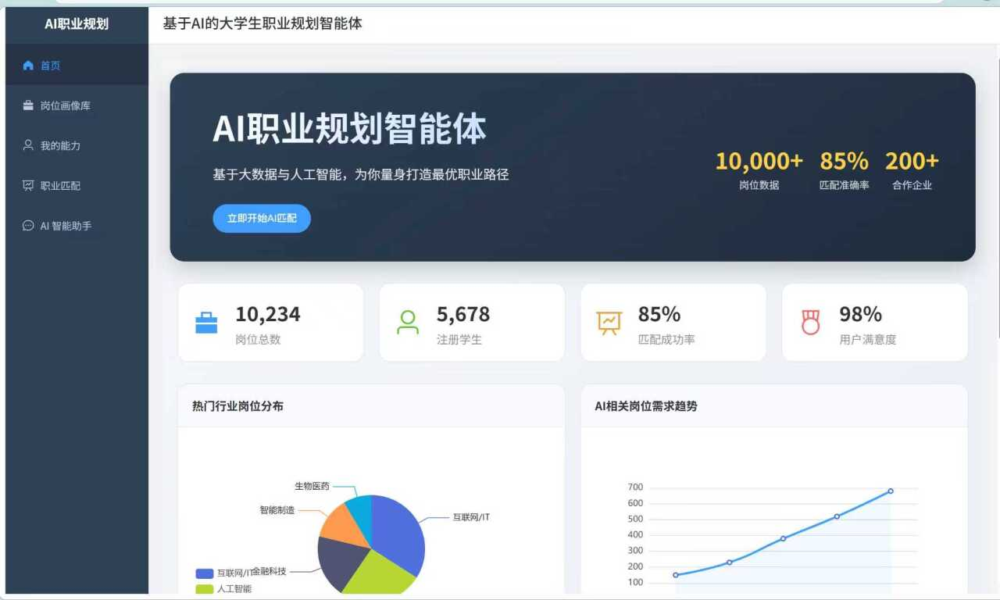 AI职业规划
基于AI的大学生职业规划智能体
首页
岗位画像库
我的能力
职业匹配
AI 智能助手
AI职业规划智能体
基于大数据与人工智能，为你量身打造最优职业路径
立即开始AI匹配
10,000+ 85% 200+
岗位数据 匹配准确率 合作企业
10,234
岗位总数
5,678
注册学生
85%
匹配成功率
98%
用户满意度
热门行业岗位分布
生物医药
智能制造
互联网/IT
金融科技
互联网/IT
人工智能
AI相关岗位需求趋势
700
600
500
400
300
200
100